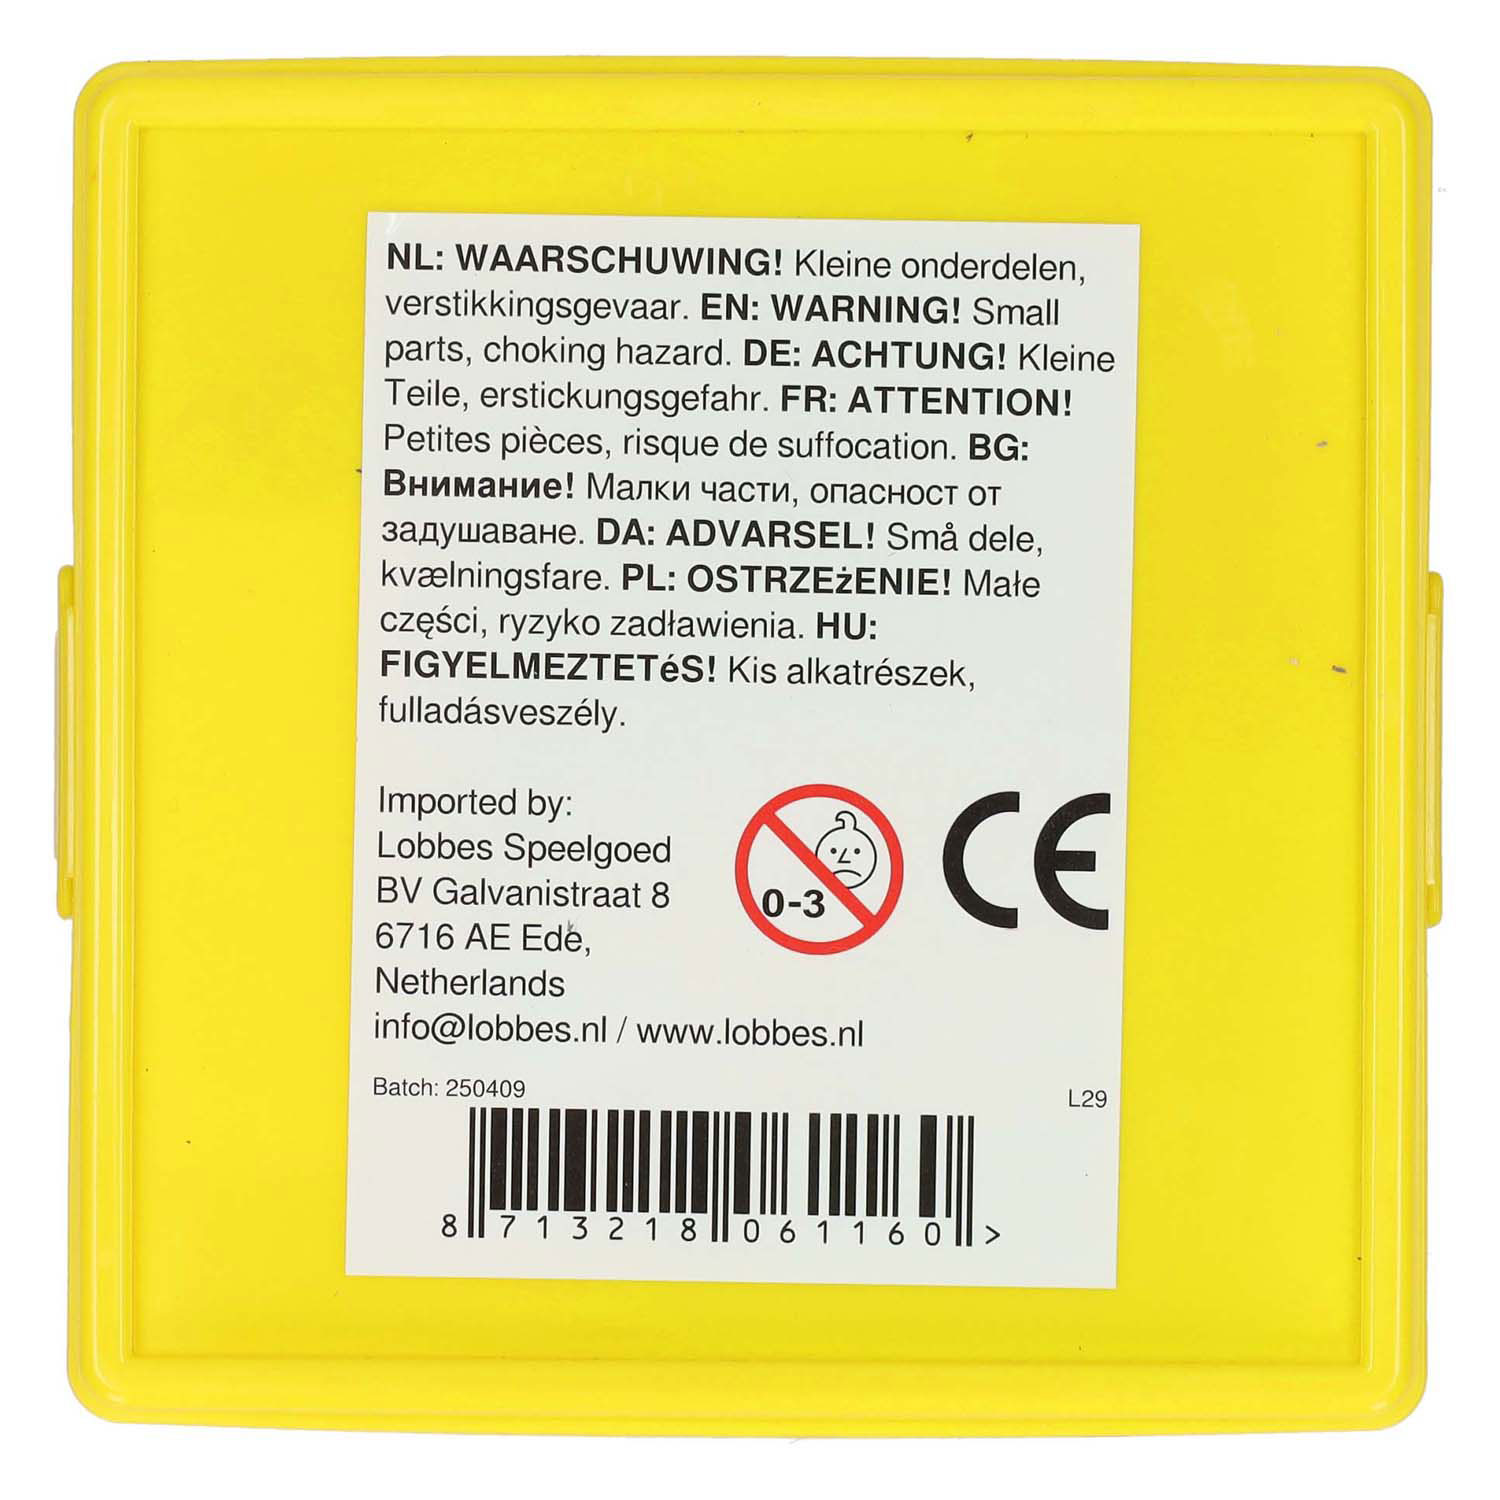 NL: WAARSCHUWING! Kleine onderdelen,
verstikkingsgevaar. EN: WARNING! Small
parts, choking hazard. DE: ACHTUNG! Kleine
Teile, erstickungsgefahr. FR: ATTENTION!
Petites pièces, risque de suffocation. BG:
Внимание! Малки части, опасност от
задушаване. DA: ADVARSEL! Små dele,
kvælningsfare. PL: OSTRZEżENIE! Małe
części, ryzyko zadławienia. HU:
FIGYELMEZTETéS! Kis alkatrészek,
fulladásveszély.
Imported by:
Lobbes Speelgoed
BV Galvanistraat 8
6716 AE Ede,
Netherlands
info@lobbes.nl / www.lobbes.nl
0-3
CE
Batch: 250409
L29
8 713218 061160 >